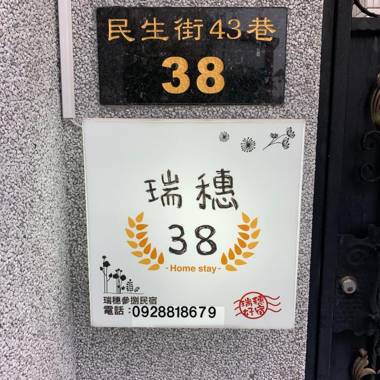 民生街43巷
38
瑞穗
38
-Home stay-
瑞穗參捌民宿
電話:0928818679
瑞穗
好宿